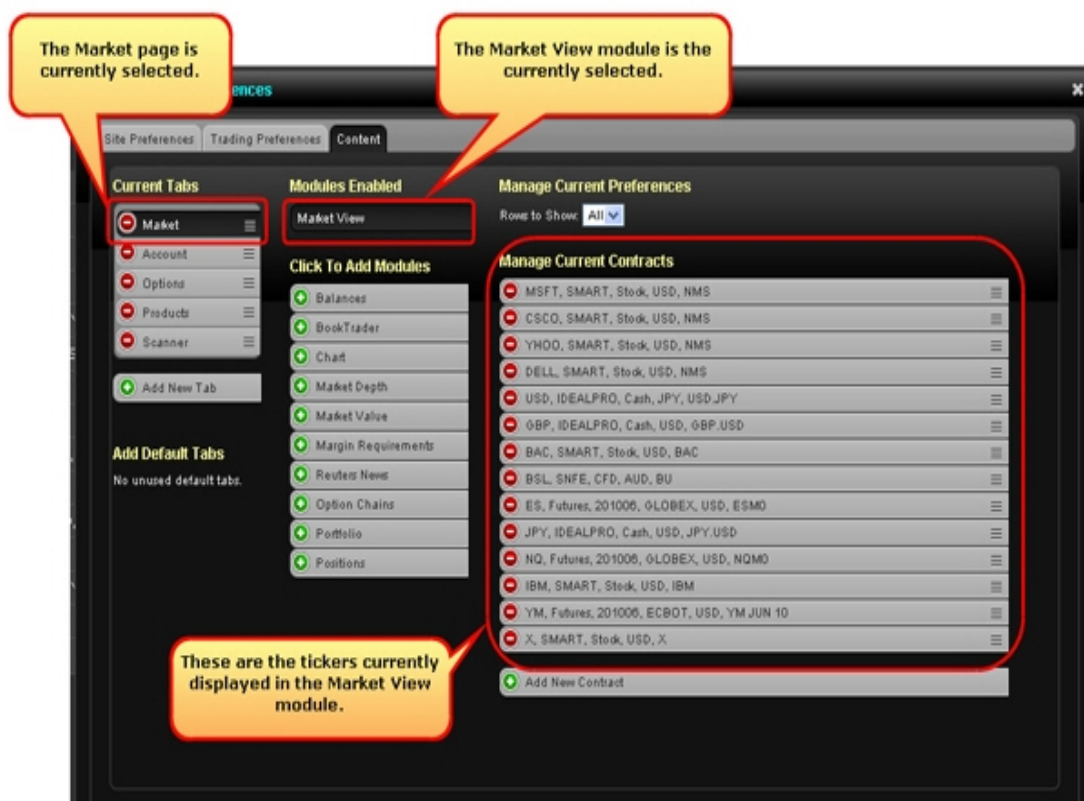 The Market page is
currently selected.
The Market View module is the
currently selected.
ences
Site Preferences
Trading Preferences
Content
Current Tabs
Market
Account
Options
Products
Scanner
Add New Tab
Add Default Tabs
No unused default tabs.
Modules Enabled
Market View
Click To Add Modules
Balances
BookTrader
Chart
Market Depth
Market Value
Margin Requirements
Reuters News
Option Chains
Portfolio
Positions
Manage Current Preferences
Rows to Show: All
Manage Current Contracts
MSFT, SMART, Stock, USD, NMS
CSCO, SMART, Stock, USD, NMS
YHOO, SMART, Stock, USD, NMS
DELL, SMART, Stock, USD, NMS
USD, IDEALPRO, Cash, JPY, USD.JPY
GBP, IDEALPRO, Cash, USD, GBP.USD
BAC, SMART, Stock, USD, BAC
BSL, SNFE, CFD, AUD, BU
ES, Futures, 201006, GLOBEX, USD, ESM0
JPY, IDEALPRO, Cash, USD, JPY.USD
NQ, Futures, 201006, GLOBEX, USD, NQM0
IBM, SMART, Stock, USD, IBM
YM, Futures, 201006, ECBOT, USD, YM JUN 10
X, SMART, Stock, USD, X
Add New Contract
These are the tickers currently
displayed in the Market View
module.